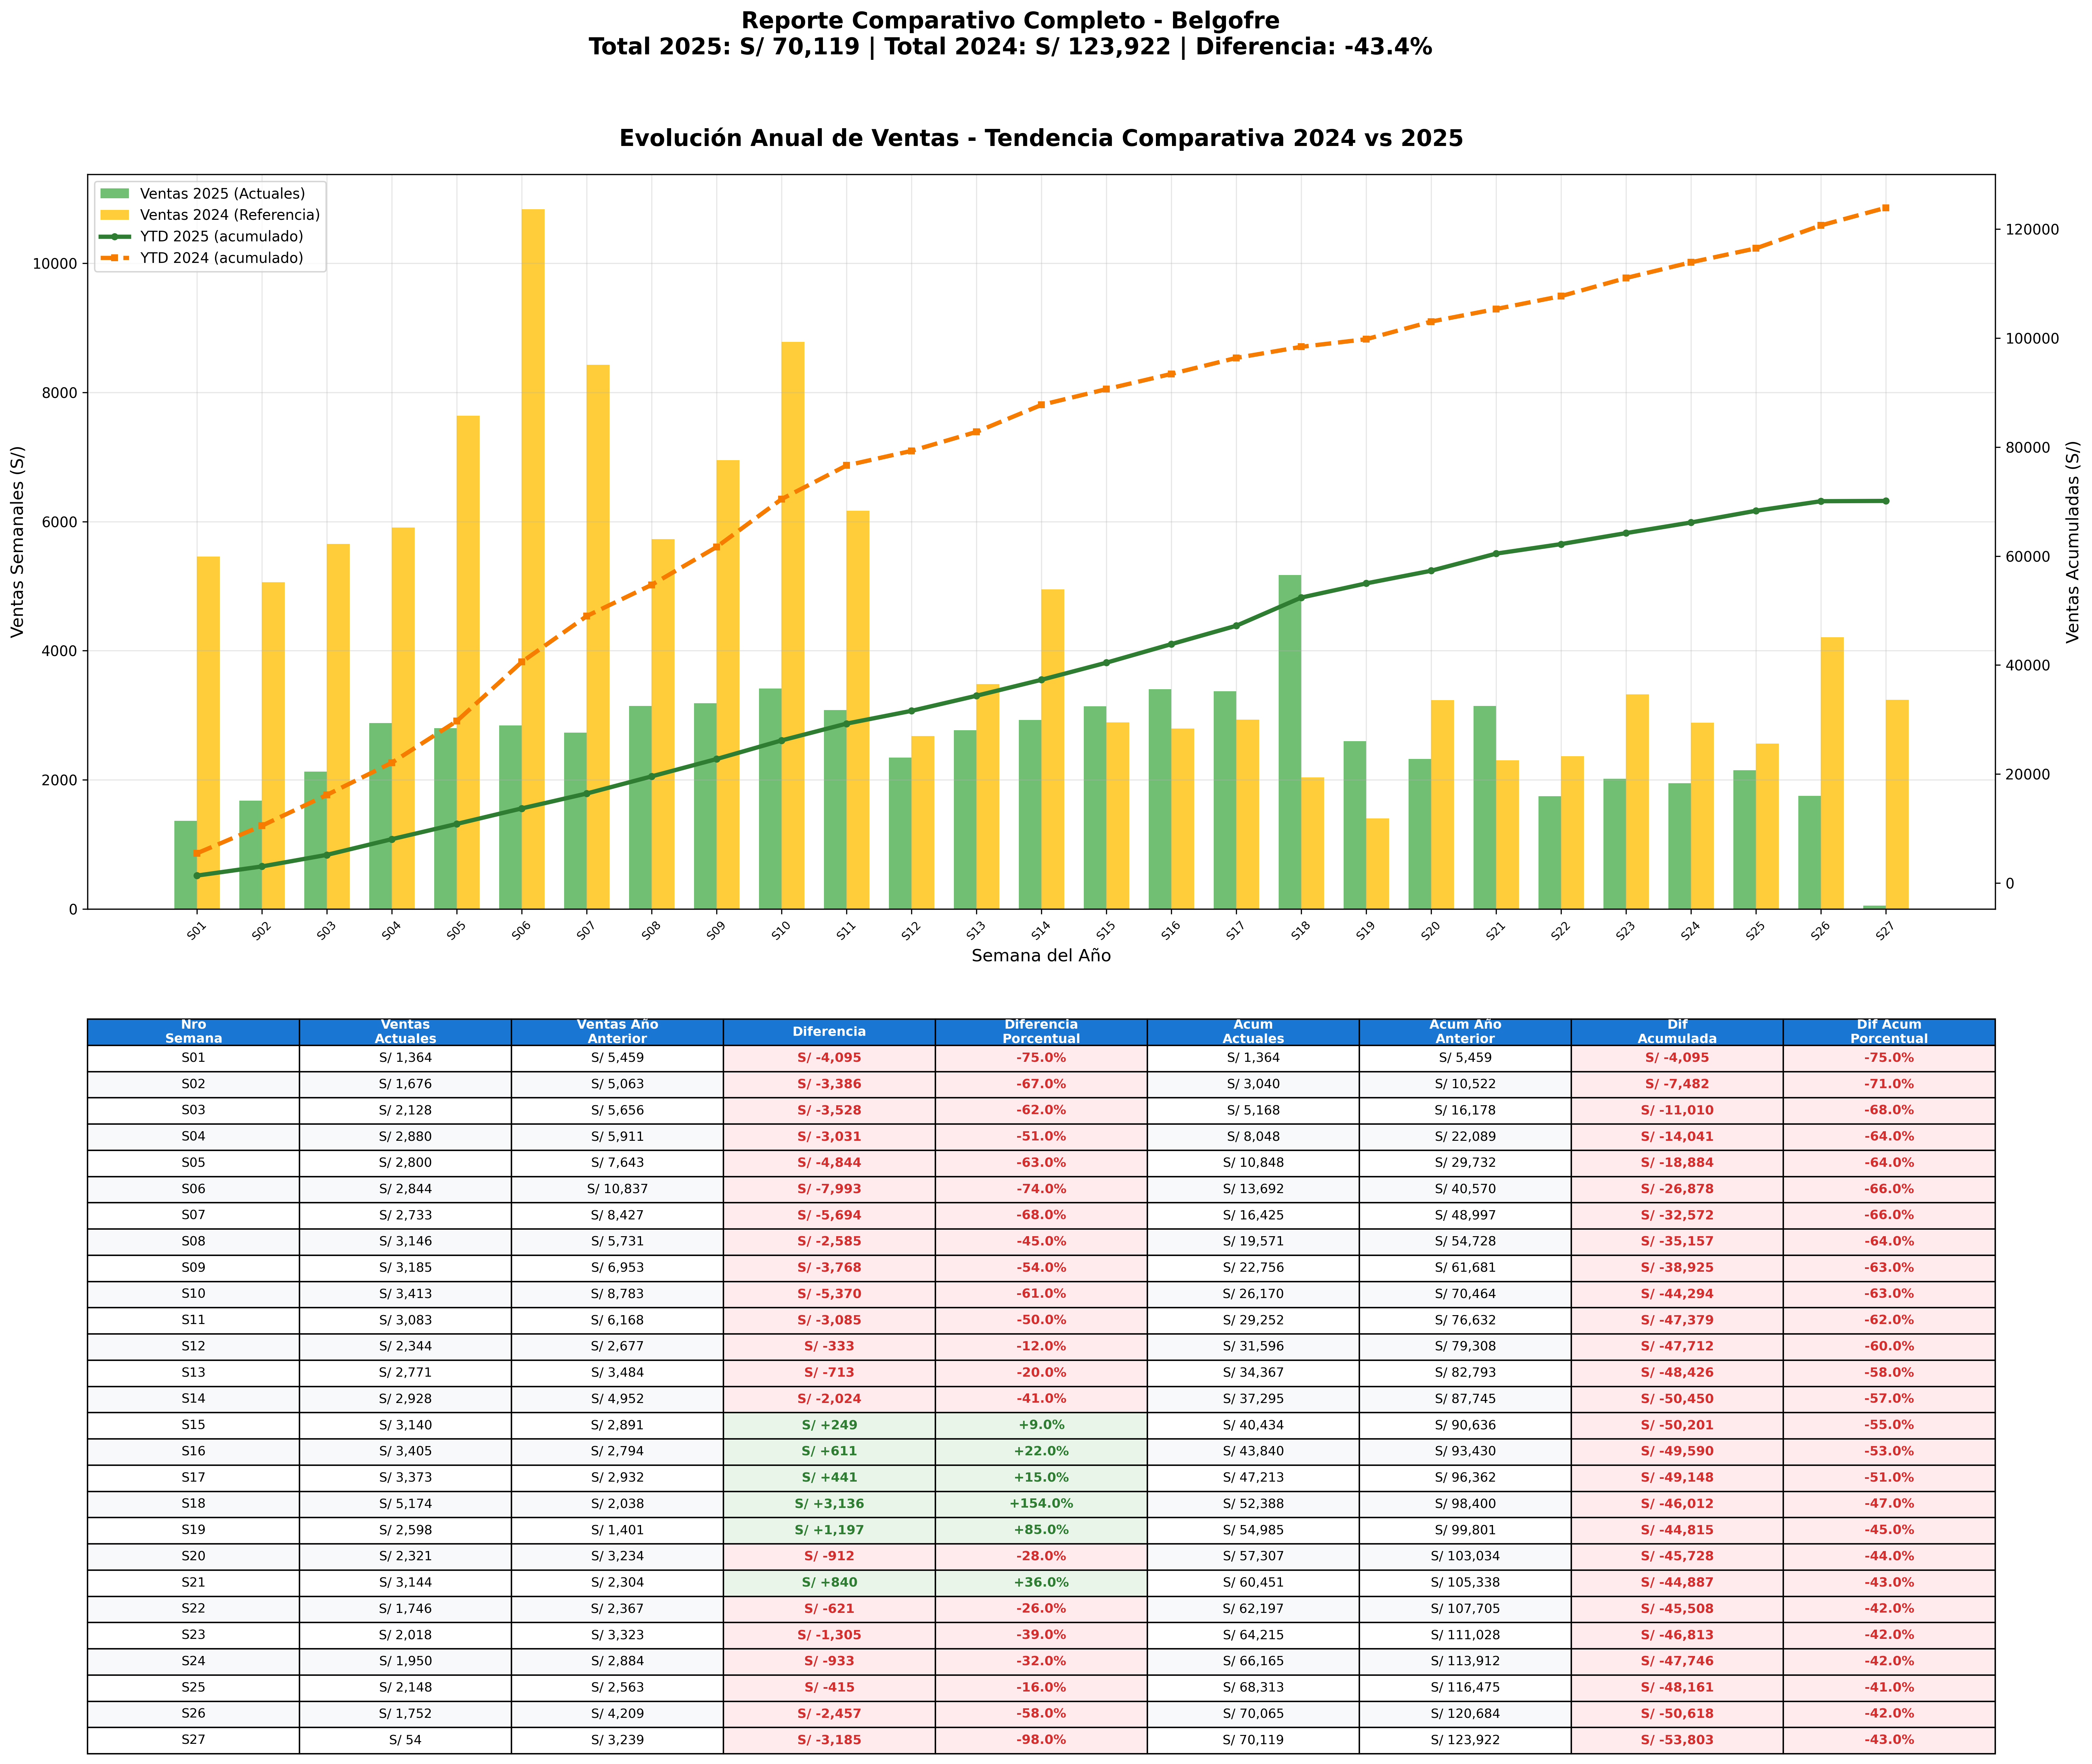 Reporte Comparativo Completo - Belgofre
Total 2025: S/ 70,119 | Total 2024: S/ 123,922 | Diferencia: -43.4%
Evolución Anual de Ventas - Tendencia Comparativa 2024 vs 2025
Ventas 2025 (Actuales)
Ventas 2024 (Referencia)
YTD 2025 (acumulado)
YTD 2024 (acumulado)
Ventas Semanales (S/)
10000
8000
6000
4000
2000
0
120000
100000
80000
60000
40000
20000
0
Ventas Acumuladas (S/)
S01 S02 S03 S04 S05 S06 S07 S08 S09 S10 S11 S12 S13 S14 S15 S16 S17 S18 S19 S20 S21 S22 S23 S24 S25 S26 S27
Semana del Año
Nro Semana Ventas Actuales Ventas Año Anterior Diferencia Diferencia Porcentual Acum Actuales Acum Año Anterior Dif Acumulada Dif Acum Porcentual
S01 S/ 1,364 S/ 5,459 S/ -4,095 -75.0% S/ 1,364 S/ 5,459 S/ -4,095 -75.0%
S02 S/ 1,676 S/ 5,063 S/ -3,386 -67.0% S/ 3,040 S/ 10,522 S/ -7,482 -71.0%
S03 S/ 2,128 S/ 5,656 S/ -3,528 -62.0% S/ 5,168 S/ 16,178 S/ -11,010 -68.0%
S04 S/ 2,880 S/ 5,911 S/ -3,031 -51.0% S/ 8,048 S/ 22,089 S/ -14,041 -64.0%
S05 S/ 2,800 S/ 7,643 S/ -4,844 -63.0% S/ 10,848 S/ 29,732 S/ -18,884 -64.0%
S06 S/ 2,844 S/ 10,837 S/ -7,993 -74.0% S/ 13,692 S/ 40,570 S/ -26,878 -66.0%
S07 S/ 2,733 S/ 8,427 S/ -5,694 -68.0% S/ 16,425 S/ 48,997 S/ -32,572 -66.0%
S08 S/ 3,146 S/ 5,731 S/ -2,585 -45.0% S/ 19,571 S/ 54,728 S/ -35,157 -64.0%
S09 S/ 3,185 S/ 6,953 S/ -3,768 -54.0% S/ 22,756 S/ 61,681 S/ -38,925 -63.0%
S10 S/ 3,413 S/ 8,783 S/ -5,370 -61.0% S/ 26,170 S/ 70,464 S/ -44,294 -63.0%
S11 S/ 3,083 S/ 6,168 S/ -3,085 -50.0% S/ 29,252 S/ 76,632 S/ -47,379 -62.0%
S12 S/ 2,344 S/ 2,677 S/ -333 -12.0% S/ 31,596 S/ 79,308 S/ -47,712 -60.0%
S13 S/ 2,771 S/ 3,484 S/ -713 -20.0% S/ 34,367 S/ 82,793 S/ -48,426 -58.0%
S14 S/ 2,928 S/ 4,952 S/ -2,024 -41.0% S/ 37,295 S/ 87,745 S/ -50,450 -57.0%
S15 S/ 3,140 S/ 2,891 S/ +249 +9.0% S/ 40,434 S/ 90,636 S/ -50,201 -55.0%
S16 S/ 3,405 S/ 2,794 S/ +611 +22.0% S/ 43,840 S/ 93,430 S/ -49,590 -53.0%
S17 S/ 3,373 S/ 2,932 S/ +441 +15.0% S/ 47,213 S/ 96,362 S/ -49,148 -51.0%
S18 S/ 5,174 S/ 2,038 S/ +3,136 +154.0% S/ 52,388 S/ 98,400 S/ -46,012 -47.0%
S19 S/ 2,598 S/ 1,401 S/ +1,197 +85.0% S/ 54,985 S/ 99,801 S/ -44,815 -45.0%
S20 S/ 2,321 S/ 3,234 S/ -912 -28.0% S/ 57,307 S/ 103,034 S/ -45,728 -44.0%
S21 S/ 3,144 S/ 2,304 S/ +840 +36.0% S/ 60,451 S/ 105,338 S/ -44,887 -43.0%
S22 S/ 1,746 S/ 2,367 S/ -621 -26.0% S/ 62,197 S/ 107,705 S/ -45,508 -42.0%
S23 S/ 2,018 S/ 3,323 S/ -1,305 -39.0% S/ 64,215 S/ 111,028 S/ -46,813 -42.0%
S24 S/ 1,950 S/ 2,884 S/ -933 -32.0% S/ 66,165 S/ 113,912 S/ -47,746 -42.0%
S25 S/ 2,148 S/ 2,563 S/ -415 -16.0% S/ 68,313 S/ 116,475 S/ -48,161 -41.0%
S26 S/ 1,752 S/ 4,209 S/ -2,457 -58.0% S/ 70,065 S/ 120,684 S/ -50,618 -42.0%
S27 S/ 54 S/ 3,239 S/ -3,185 -98.0% S/ 70,119 S/ 123,922 S/ -53,803 -43.0%